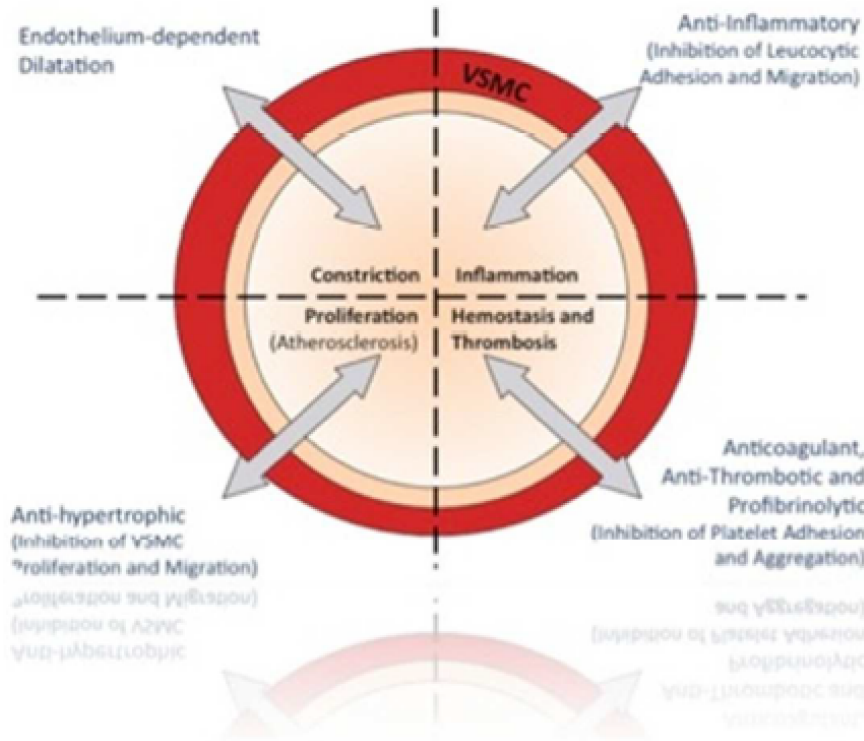 Endothelium-dependent
Dilatation
Anti-Inflammatory
(Inhibition of Leucocytic
Adhesion and Migration)
VSMC
Constriction
Inflammation
Proliferation
(Atherosclerosis)
Hemostasis and
Thrombosis
Anti-hypertrophic
(Inhibition of VSMC
Proliferation and Migration)
Anticoagulant,
Anti-Thrombotic and
Profibrinolytic
(Inhibition of Platelet Adhesion
and Aggregation)